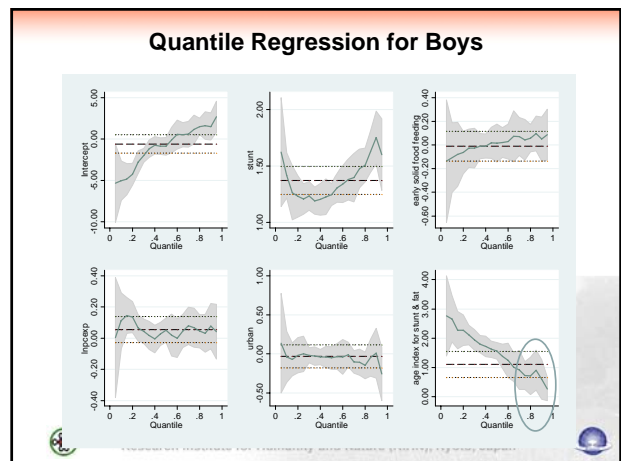 Quantile Regression for Boys
5.00
0.00
-5.00
-10.00
Intercept
0 .2 .4 .6 .8 1
Quantile
2.00
1.50
1.00
stunt
0 .2 .4 .6 .8 1
Quantile
0.40
0.20
0.00
-0.20
-0.40
-0.60
early solid food feeding
0 .2 .4 .6 .8 1
Quantile
0.40
0.20
0.00
-0.20
-0.40
lnpcexp
0 .2 .4 .6 .8 1
Quantile
1.00
0.50
0.00
-0.50
urban
0 .2 .4 .6 .8 1
Quantile
4.00
3.00
2.00
1.00
0.00
age index for stunt & fat
0 .2 .4 .6 .8 1
Quantile
Research Institute for Humanity and Nature (RIHN), Kyoto, Japan